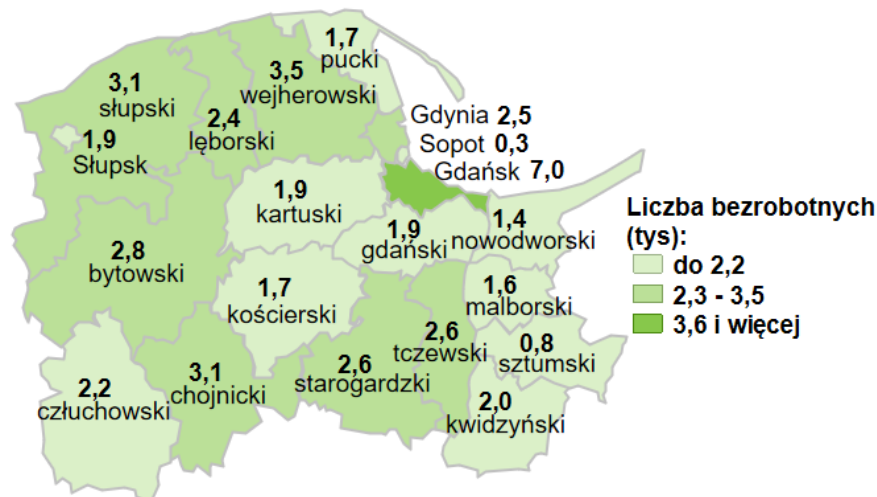 1,7
pucki
3,1
słupski
3,5
wejherowski
2,4
lęborski
Gdynia 2,5
Sopot 0,3
Gdańsk 7,0
1,9
Słupsk
1,9
kartuski
1,9
gdański
1,4
nowodworski
2,8
bytowski
1,7
kościerski
1,6
malborski
2,6
tczewski
0,8
sztumski
2,2
człuchowski
3,1
chojnicki
2,6
starogardzki
2,0
kwidzyński
Liczba bezrobotnych
(tys):
do 2,2
2,3 - 3,5
3,6 i więcej